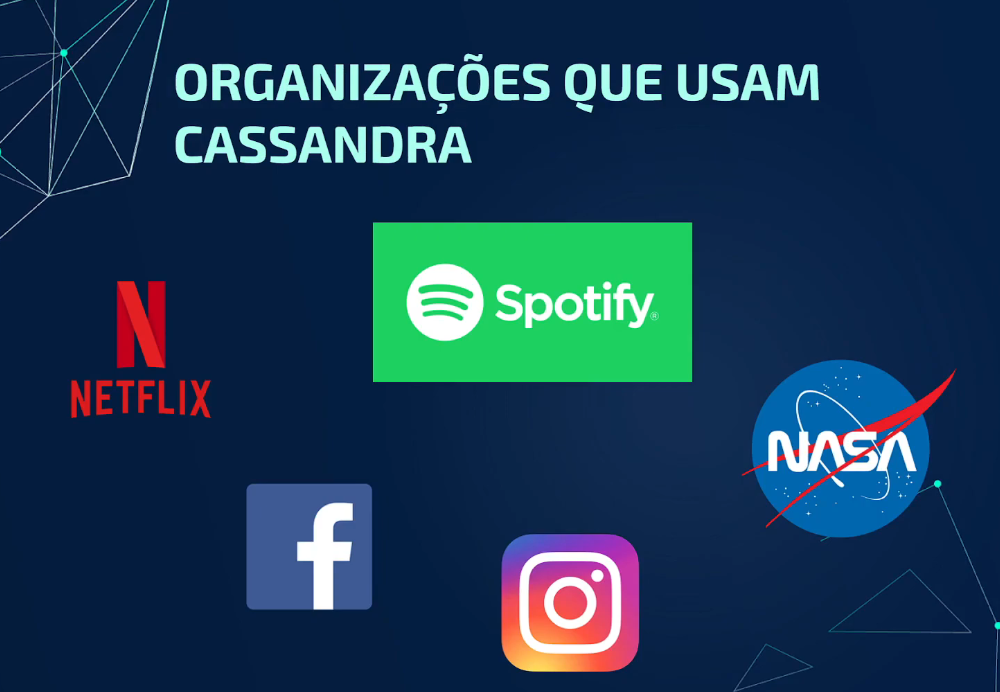 ORGANIZAÇÕES QUE USAM
CASSANDRA
Spotify®
N
NETFLIX
NASA
f